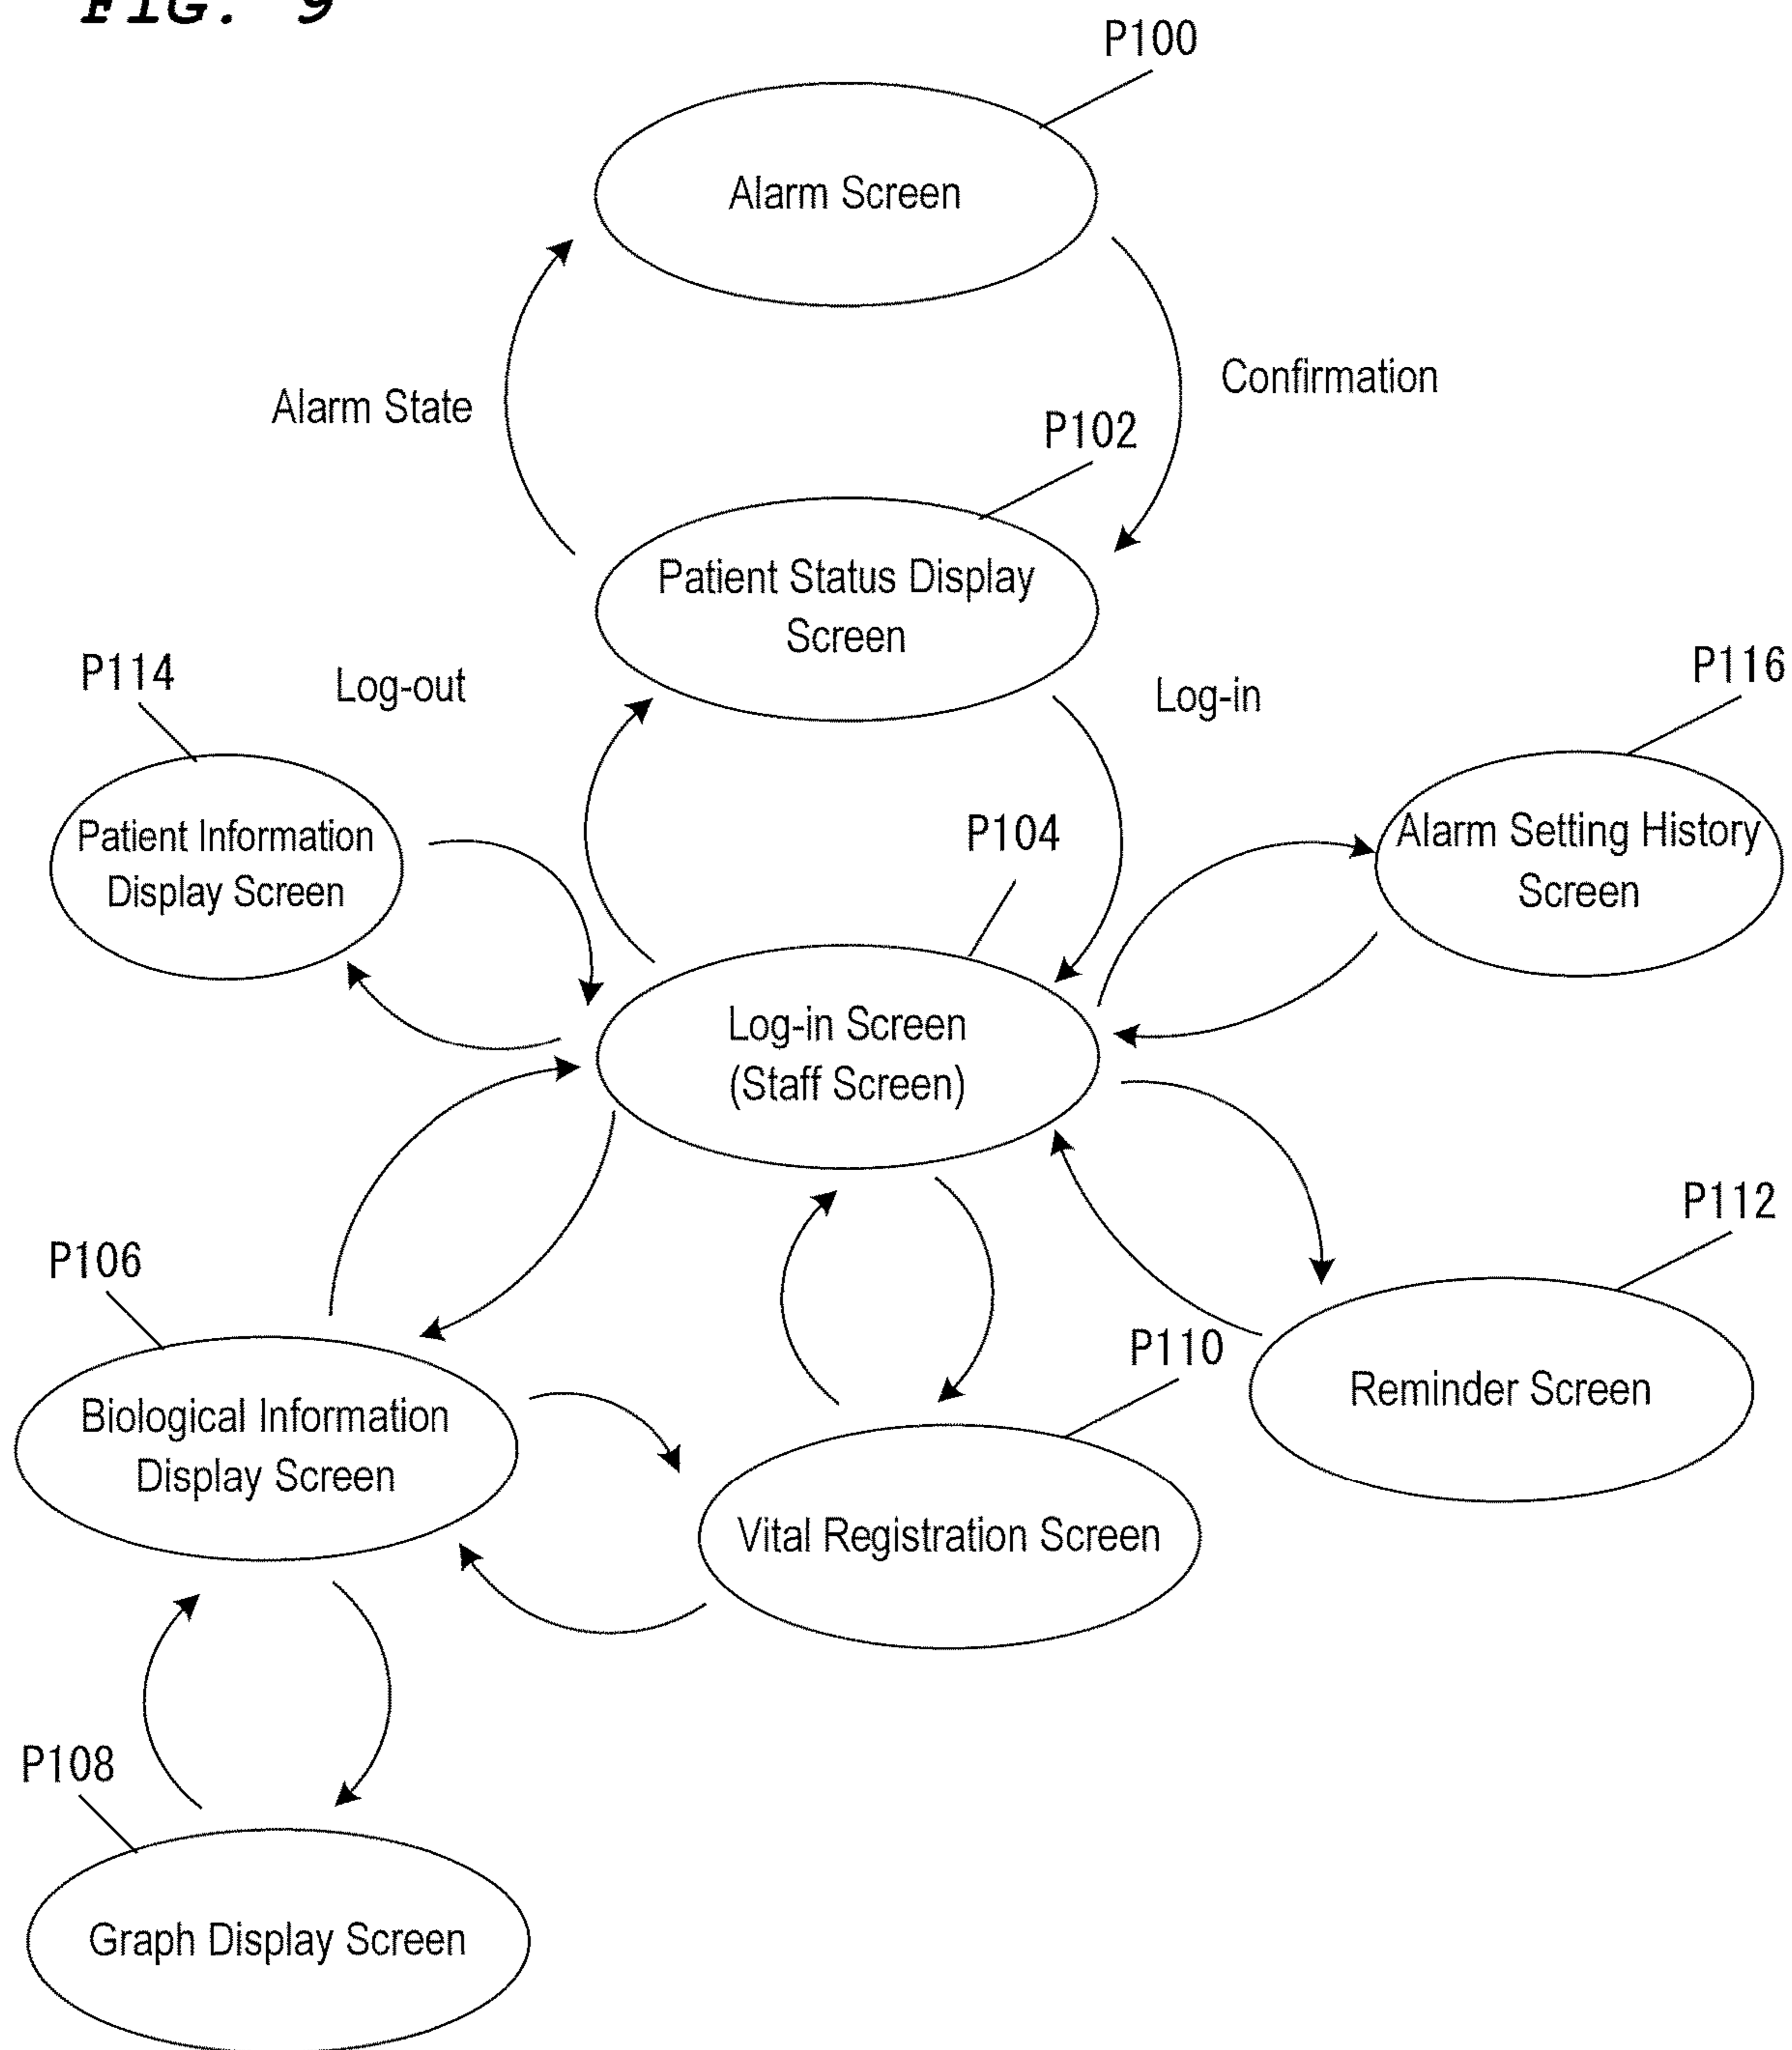 FIG. 9
P100
Alarm Screen
Confirmation
Alarm State
P102
Patient Status Display
Screen
P114
Log-out
Log-in
P116
Patient Information
Display Screen
P104
Alarm Setting History
Screen
Log-in Screen
(Staff Screen)
P112
P106
P110
Reminder Screen
Biological Information
Display Screen
Vital Registration Screen
P108
Graph Display Screen